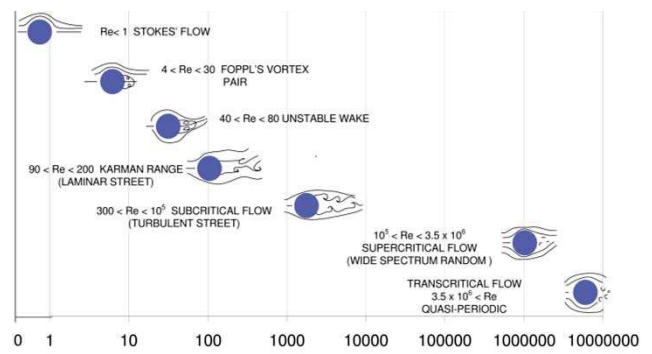 Re< 1 STOKES' FLOW
4 < Re < 30 FOPPL'S VORTEX
PAIR
40 < Re < 80 UNSTABLE WAKE
90 < Re < 200 KARMAN RANGE
(LAMINAR STREET)
300 < Re < 10⁵ SUBCRITICAL FLOW
(TURBULENT STREET)
10⁵ < Re < 3.5 x 10⁶
SUPERCRITICAL FLOW
(WIDE SPECTRUM RANDOM )
TRANSCRITICAL FLOW
3.5 x 10⁶ < Re
QUASI-PERIODIC
0 1 10 100 1000 10000 100000 1000000 10000000